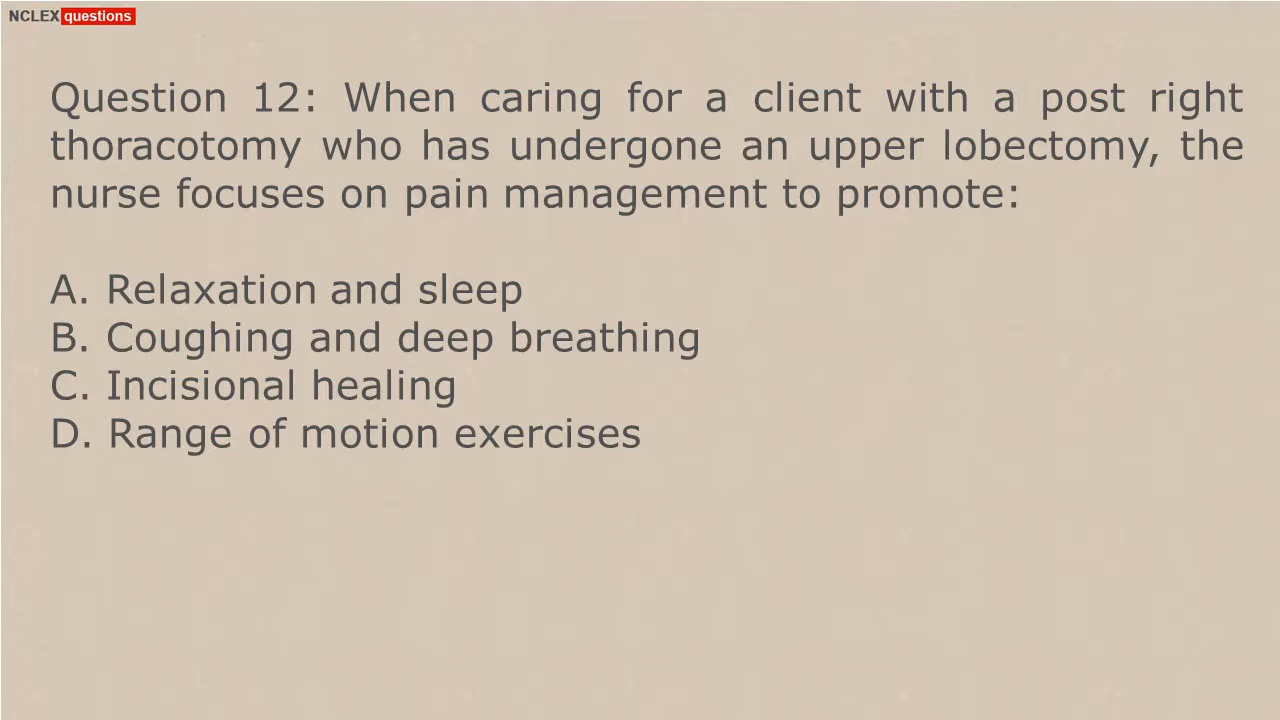 NCLEX questions
Question 12: When caring for a client with a post right
thoracotomy who has undergone an upper lobectomy, the
nurse focuses on pain management to promote:
A. Relaxation and sleep
B. Coughing and deep breathing
C. Incisional healing
D. Range of motion exercises